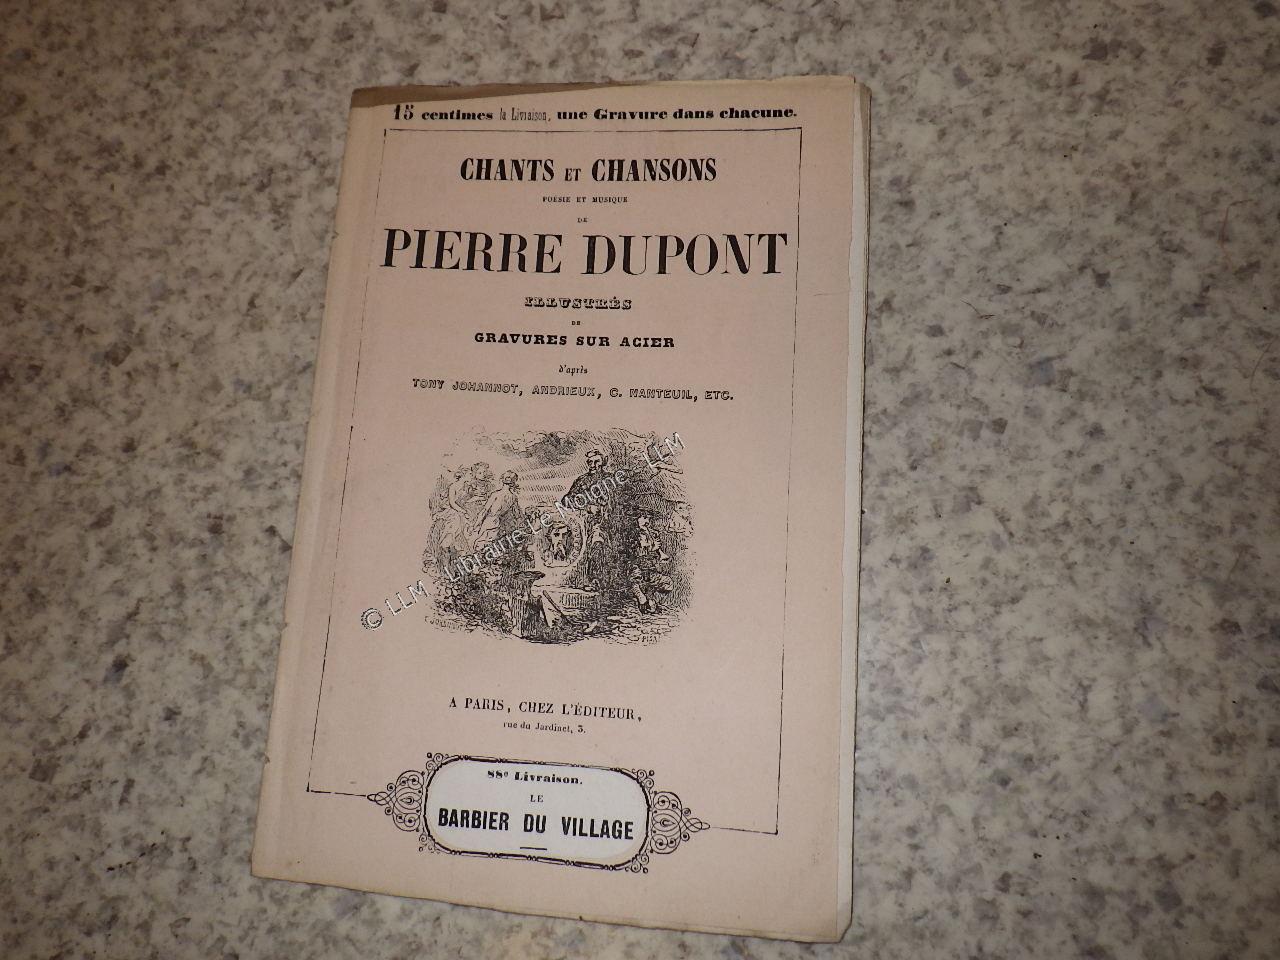 15 centimes la Livraison, une Gravure dans chacune.
CHANTS ET CHANSONS
POÉSIE ET MUSIQUE
DE
PIERRE DUPONT
ILLUSTRÉS
DE
GRAVURES SUR ACIER
d'après
TONY JOHANNOT, ANDRIEUX, C. NANTEUIL, ETC.
© LLM - Librairie Le Moigne - LLM
A PARIS, CHEZ L'ÉDITEUR,
rue du Jardinet, 3.
88e Livraison.
LE
BARBIER DU VILLAGE